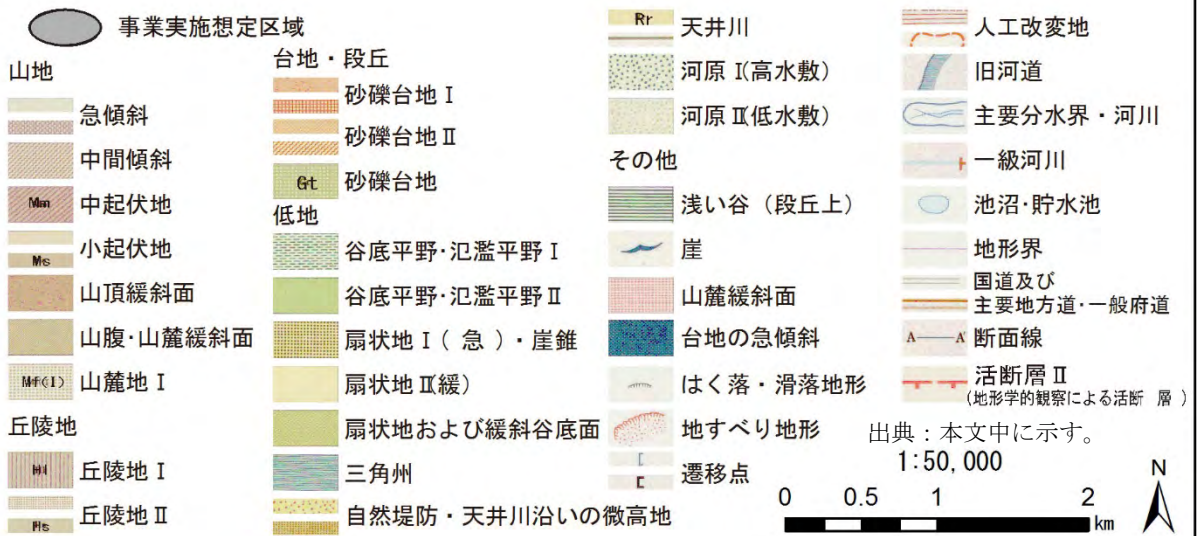 事業実施想定区域
山地
急傾斜
中間傾斜
Mm 中起伏地
小起伏地
Ms
山頂緩斜面
山腹・山麓緩斜面
Mf(I) 山麓地 I
丘陵地
HI 丘陵地 I
丘陵地 II
Hs
台地・段丘
砂礫台地 I
砂礫台地 II
Gt 砂礫台地
低地
谷底平野・氾濫平野 I
谷底平野・氾濫平野 II
扇状地 I（急）・崖錐
扇状地 II(緩)
扇状地および緩斜谷底面
三角州
自然堤防・天井川沿いの微高地
Rr 天井川
河原 I(高水敷)
河原 II(低水敷)
その他
浅い谷（段丘上）
崖
山麓緩斜面
台地の急傾斜
はく落・滑落地形
地すべり地形
遷移点
人工改変地
旧河道
主要分水界・河川
一級河川
池沼・貯水池
地形界
国道及び
主要地方道・一般府道
A A' 断面線
活断層 II
(地形学的観察による活断 層 )
出典：本文中に示す。
1:50,000
0 0.5 1 2
km
N